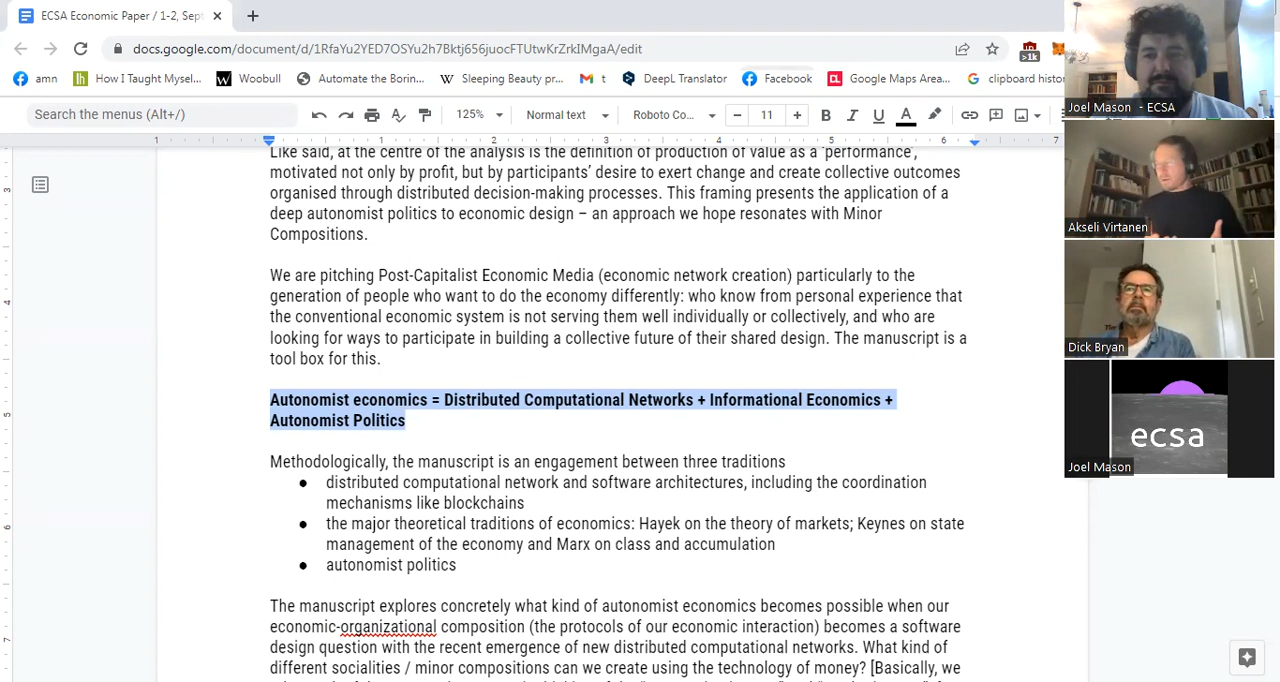 ECSA Economic Paper / 1-2, Sept
docs.google.com/document/d/1RfaYu2YED7OSYu2h7Bktj656juocFTUtwKrZrkIMgaA/edit
>1k
amn How I Taught Mysel... Woobull Automate the Borin... Sleeping Beauty pr... t DeepL Translator Facebook Google Maps Area... clipboard histor
Search the menus (Alt+/) 125% Normal text Roboto Co... − 11 + B I U A
1 1 2 3 4 5 6 7
Like said, at the centre of the analysis is the definition of production of value as a ‘performance’,
motivated not only by profit, but by participants’ desire to exert change and create collective outcomes
organised through distributed decision-making processes. This framing presents the application of a
deep autonomist politics to economic design – an approach we hope resonates with Minor
Compositions.
We are pitching Post-Capitalist Economic Media (economic network creation) particularly to the
generation of people who want to do the economy differently: who know from personal experience that
the conventional economic system is not serving them well individually or collectively, and who are
looking for ways to participate in building a collective future of their shared design. The manuscript is a
tool box for this.
Autonomist economics = Distributed Computational Networks + Informational Economics +
Autonomist Politics
Methodologically, the manuscript is an engagement between three traditions
● distributed computational network and software architectures, including the coordination
mechanisms like blockchains
● the major theoretical traditions of economics: Hayek on the theory of markets; Keynes on state
management of the economy and Marx on class and accumulation
● autonomist politics
The manuscript explores concretely what kind of autonomist economics becomes possible when our
economic-organizational composition (the protocols of our economic interaction) becomes a software
design question with the recent emergence of new distributed computational networks. What kind of
different socialities / minor compositions can we create using the technology of money? [Basically, we
3
4
5
6
7
Joel Mason - ECSA
Akseli Virtanen
Dick Bryan
ecsa
Joel Mason